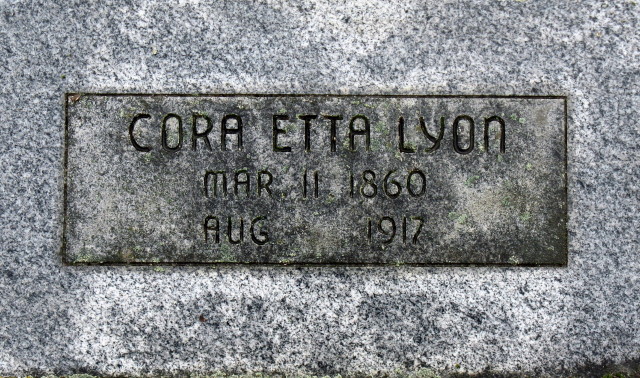 CORA ETTA LYON
MAR. 11, 1860
AUG. 1917